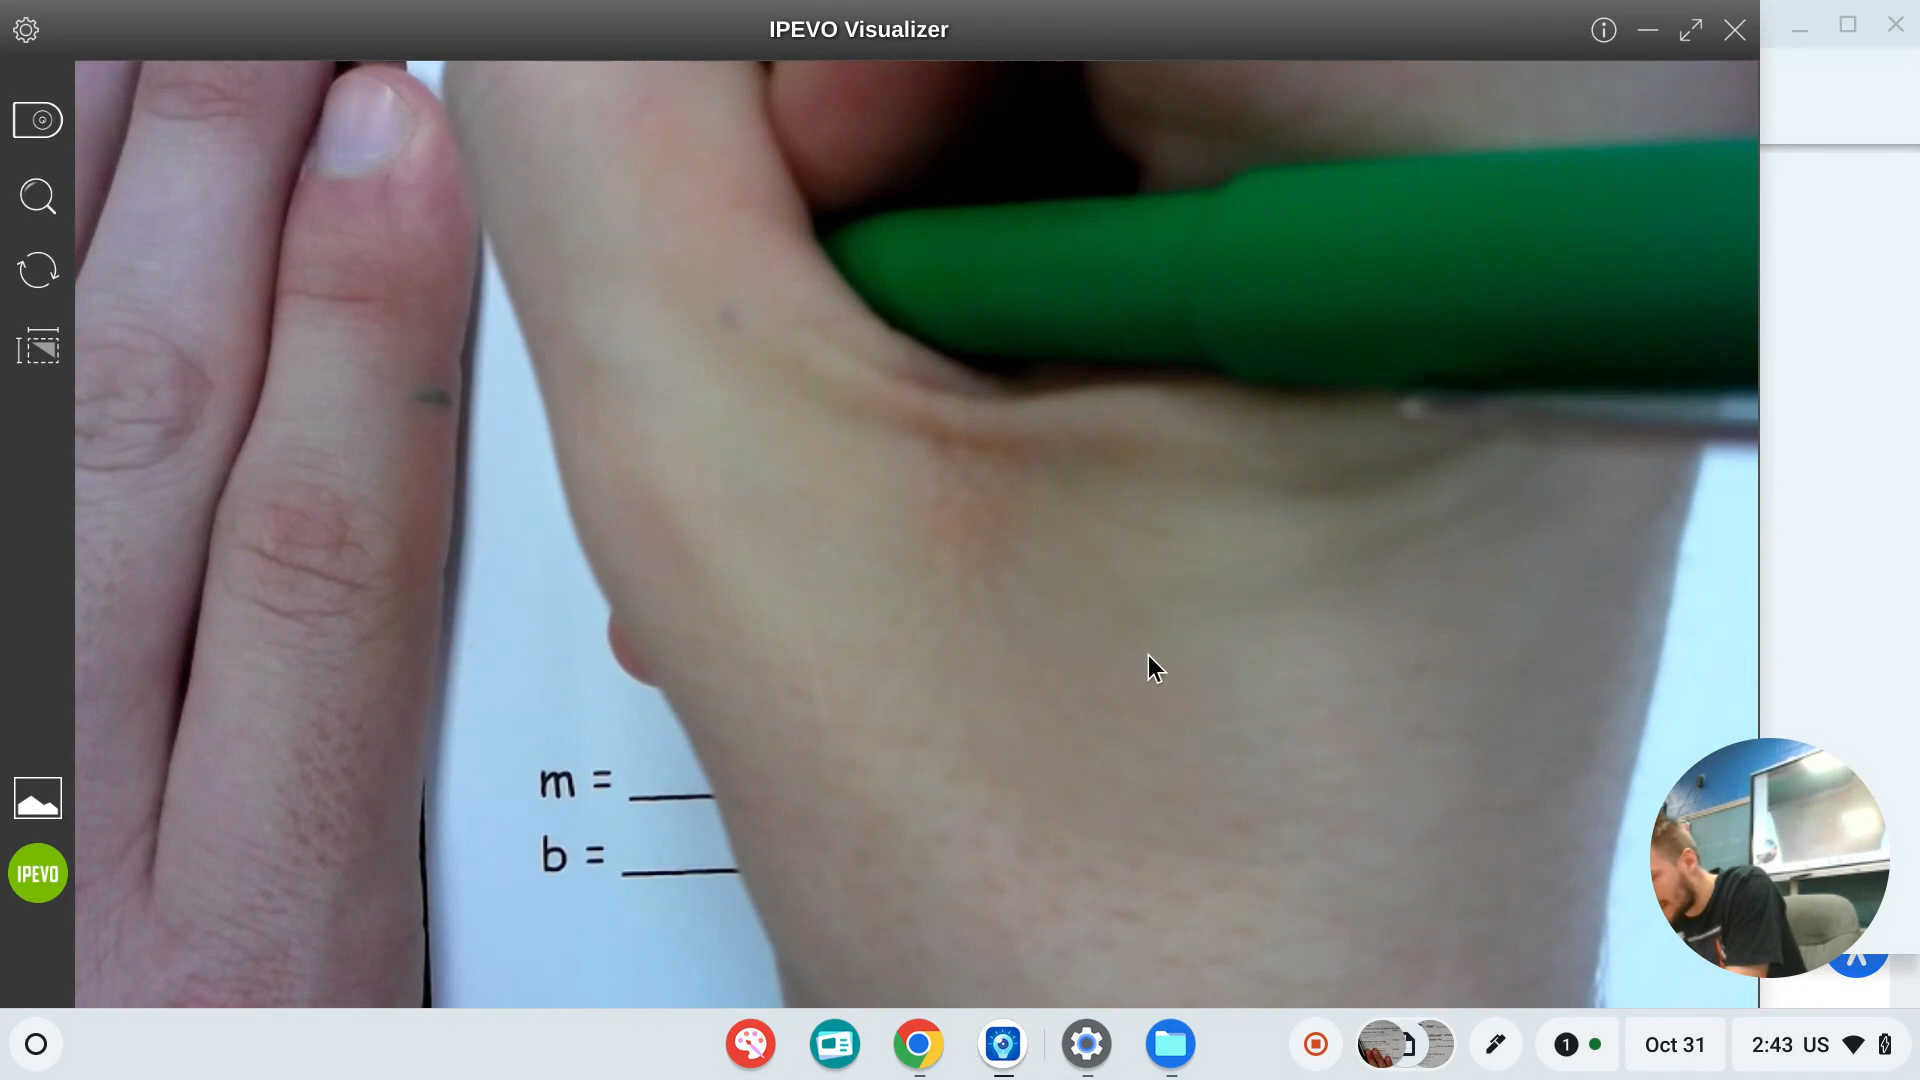 IPEVO Visualizer
m = ____
b = ____
IPEVO
1
Oct 31
2:43 US